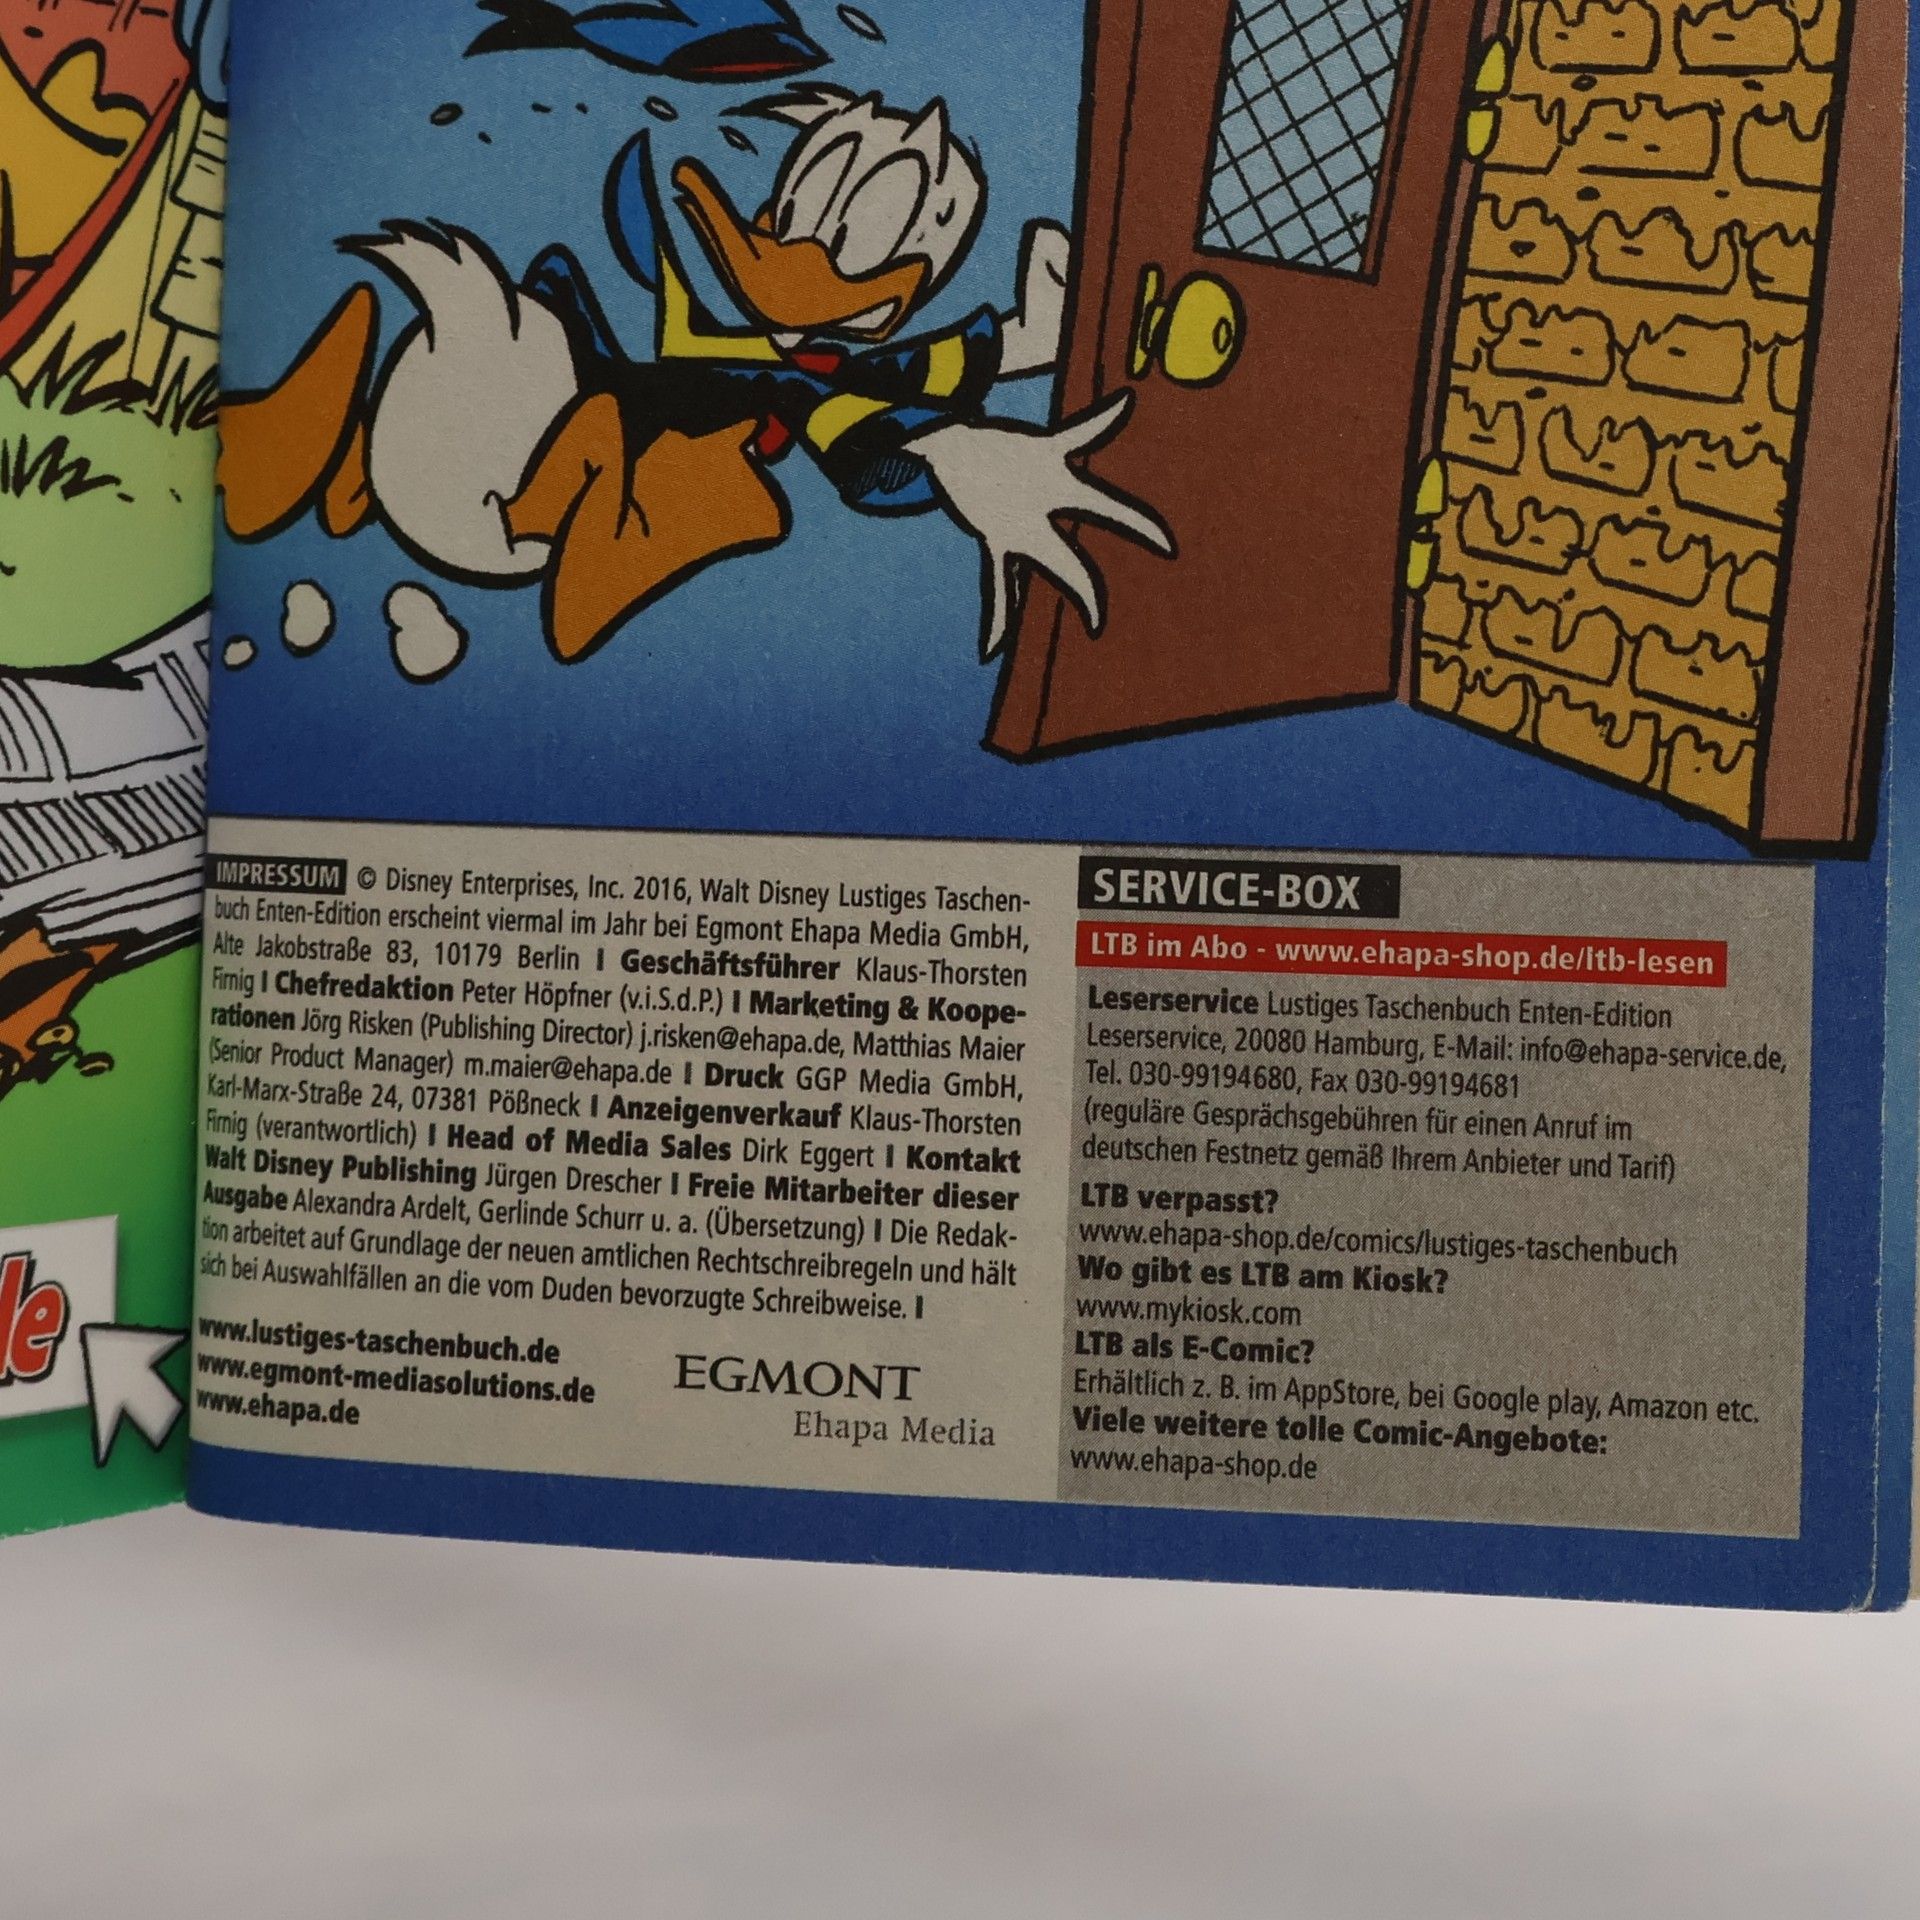 IMPRESSUM © Disney Enterprises, Inc. 2016, Walt Disney Lustiges Taschen-
buch Enten-Edition erscheint viermal im Jahr bei Egmont Ehapa Media GmbH,
Alte Jakobstraße 83, 10179 Berlin I Geschäftsführer Klaus-Thorsten
Firnig I Chefredaktion Peter Höpfner (v.i.S.d.P.) I Marketing & Koope-
rationen Jörg Risken (Publishing Director) j.risken@ehapa.de, Matthias Maier
(Senior Product Manager) m.maier@ehapa.de I Druck GGP Media GmbH,
Karl-Marx-Straße 24, 07381 Pößneck I Anzeigenverkauf Klaus-Thorsten
Firnig (verantwortlich) I Head of Media Sales Dirk Eggert I Kontakt
Walt Disney Publishing Jürgen Drescher I Freie Mitarbeiter dieser
Ausgabe Alexandra Ardelt, Gerlinde Schurr u. a. (Übersetzung) I Die Redak-
tion arbeitet auf Grundlage der neuen amtlichen Rechtschreibregeln und hält
sich bei Auswahlfällen an die vom Duden bevorzugte Schreibweise. I
www.lustiges-taschenbuch.de
www.egmont-mediasolutions.de
www.ehapa.de
EGMONT
Ehapa Media
SERVICE-BOX
LTB im Abo - www.ehapa-shop.de/ltb-lesen
Leserservice Lustiges Taschenbuch Enten-Edition
Leserservice, 20080 Hamburg, E-Mail: info@ehapa-service.de,
Tel. 030-99194680, Fax 030-99194681
(reguläre Gesprächsgebühren für einen Anruf im
deutschen Festnetz gemäß Ihrem Anbieter und Tarif)
LTB verpasst?
www.ehapa-shop.de/comics/lustiges-taschenbuch
Wo gibt es LTB am Kiosk?
www.mykiosk.com
LTB als E-Comic?
Erhältlich z. B. im AppStore, bei Google play, Amazon etc.
Viele weitere tolle Comic-Angebote:
www.ehapa-shop.de